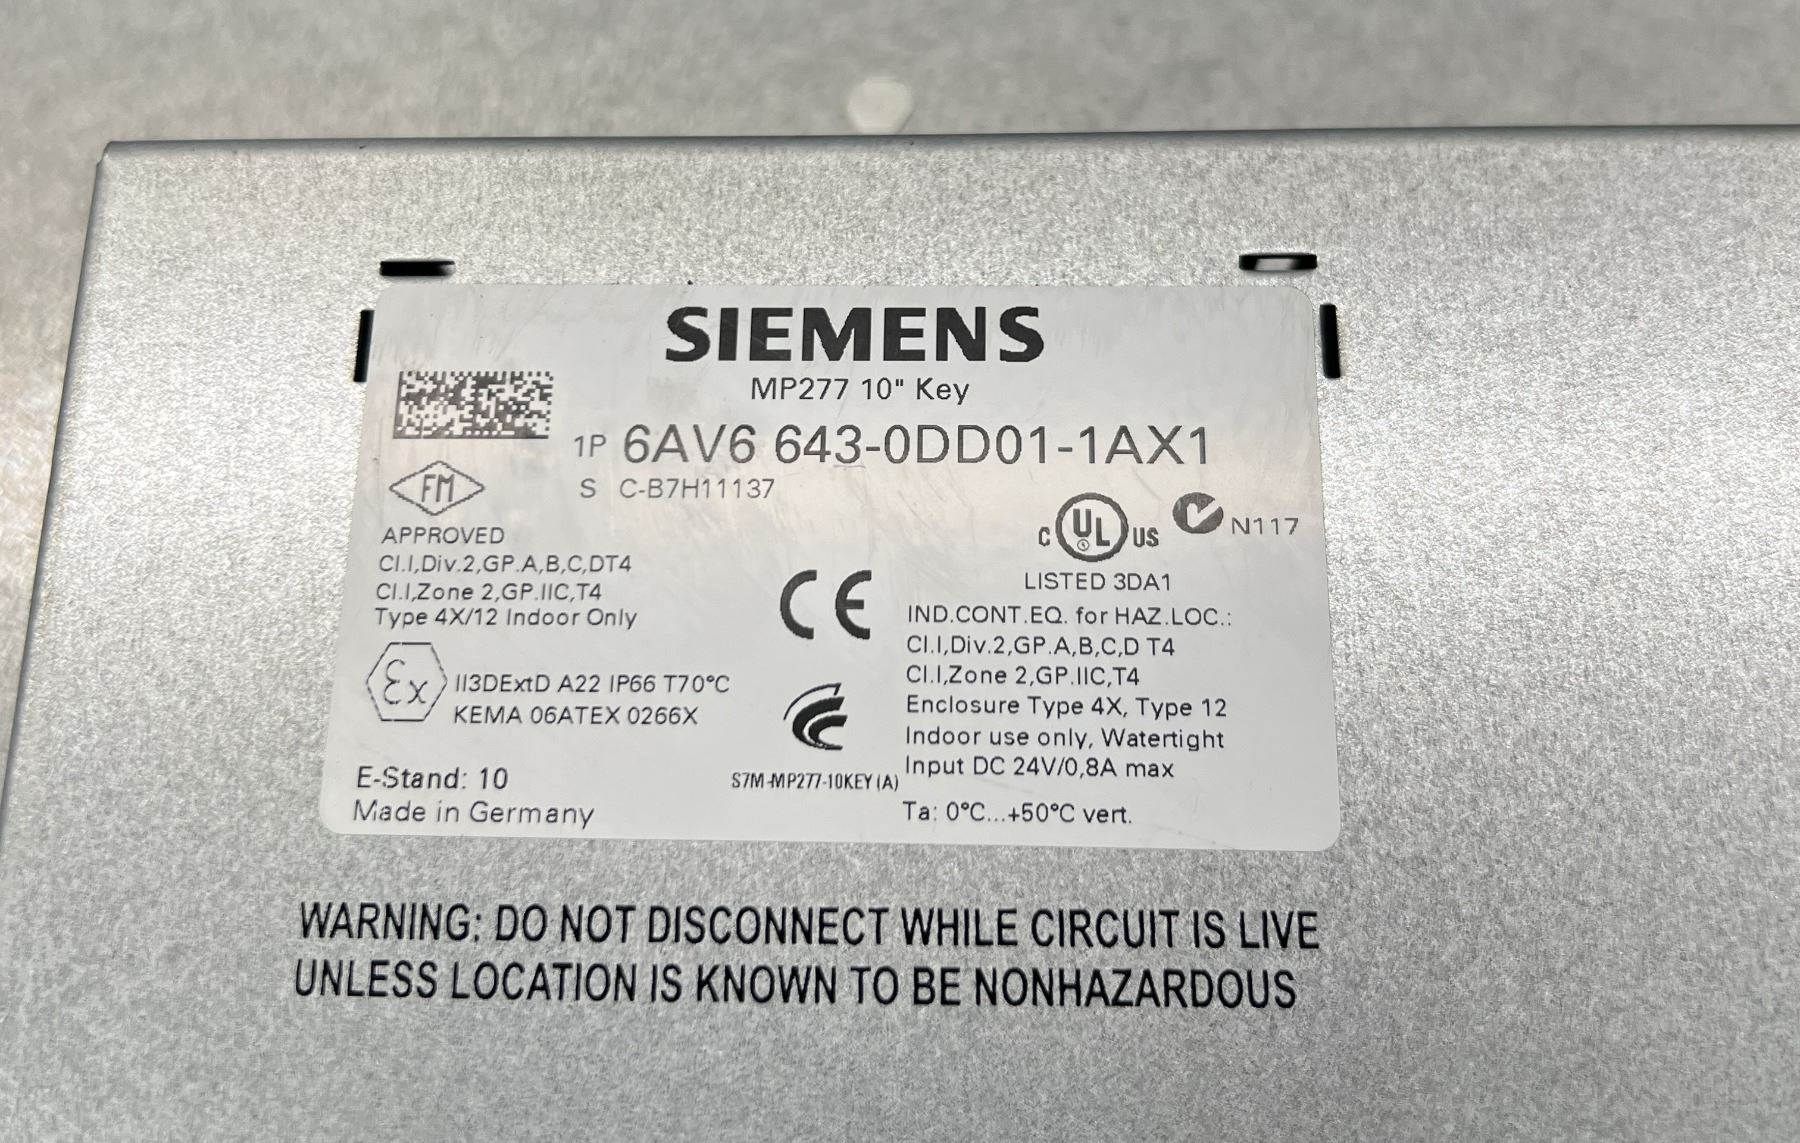 SIEMENS
MP277 10" Key
1P 6AV6 643-0DD01-1AX1
S C-B7H11137
FM
APPROVED
Cl.I,Div.2,GP.A,B,C,DT4
Cl.I,Zone 2,GP.IIC,T4
Type 4X/12 Indoor Only
Ex II3DExtD A22 IP66 T70°C
KEMA 06ATEX 0266X
E-Stand: 10
Made in Germany
CE
S7M-MP277-10KEY(A)
C UL US N117
LISTED 3DA1
IND.CONT.EQ. for HAZ.LOC.:
Cl.I,Div.2,GP.A,B,C,D T4
Cl.I,Zone 2,GP.IIC,T4
Enclosure Type 4X, Type 12
Indoor use only, Watertight
Input DC 24V/0,8A max
Ta: 0°C...+50°C vert.
WARNING: DO NOT DISCONNECT WHILE CIRCUIT IS LIVE
UNLESS LOCATION IS KNOWN TO BE NONHAZARDOUS